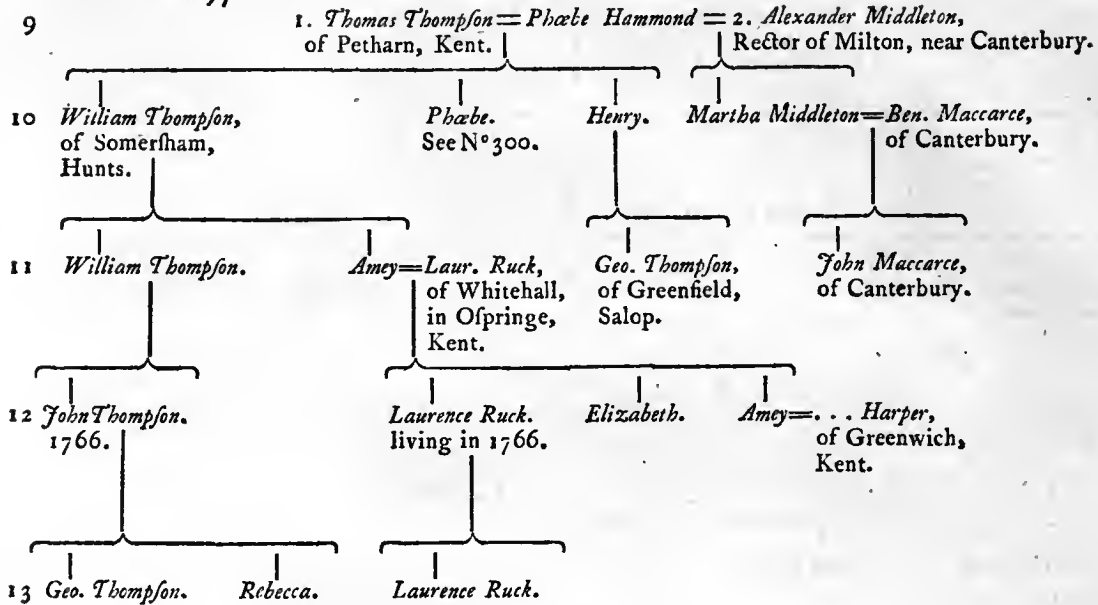 9 1. Thomas Thompſon = Phœbe Hammond = 2. Alexander Middleton,
of Petharn, Kent. Rector of Milton, near Canterbury.
10 William Thompſon, Phœbe. Henry. Martha Middleton=Ben. Maccarce,
of Somerſham, See Nº 300. of Canterbury.
Hunts.
11 William Thompſon. Amey=Laur. Ruck, Geo. Thompſon, John Maccarce,
of Whitehall, of Greenfield, of Canterbury.
in Oſpringe, Salop.
Kent.
12 John Thompſon. Laurence Ruck. Elizabeth. Amey=. . . Harper,
1766. living in 1766. of Greenwich,
Kent.
13 Geo. Thompſon. Rebecca. Laurence Ruck.